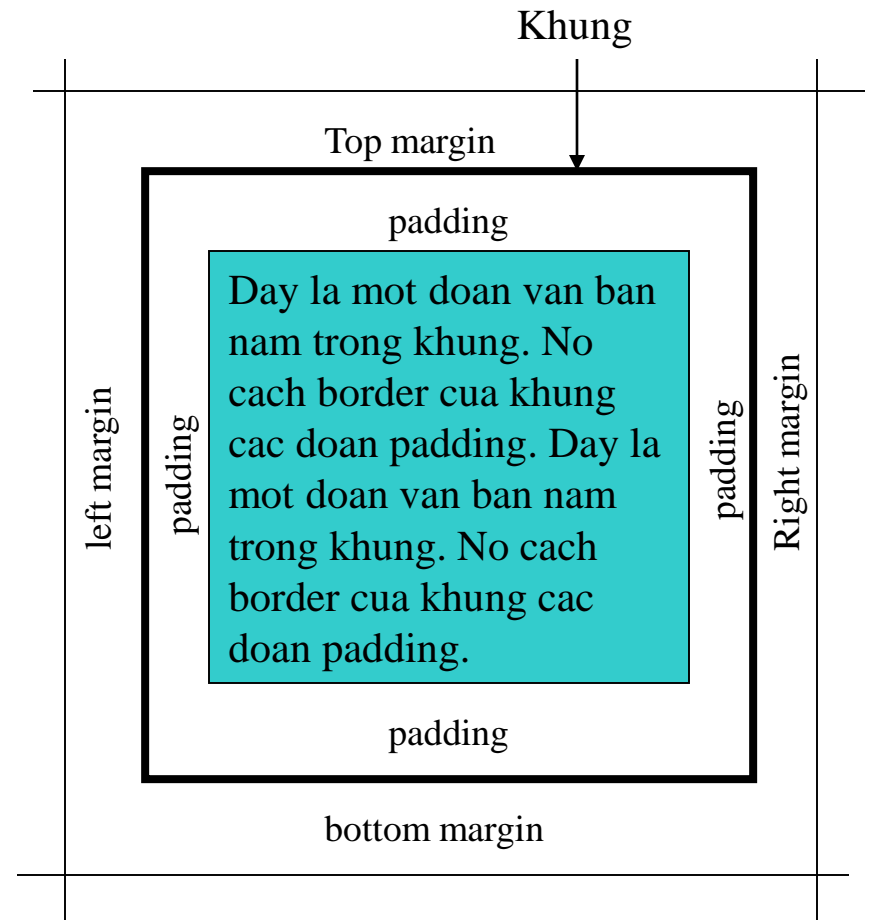 Khung
Top margin
padding
Day la mot doan van ban
nam trong khung. No
cach border cua khung
cac doan padding. Day la
mot doan van ban nam
trong khung. No cach
border cua khung cac
doan padding.
left margin
padding
padding
Right margin
padding
bottom margin